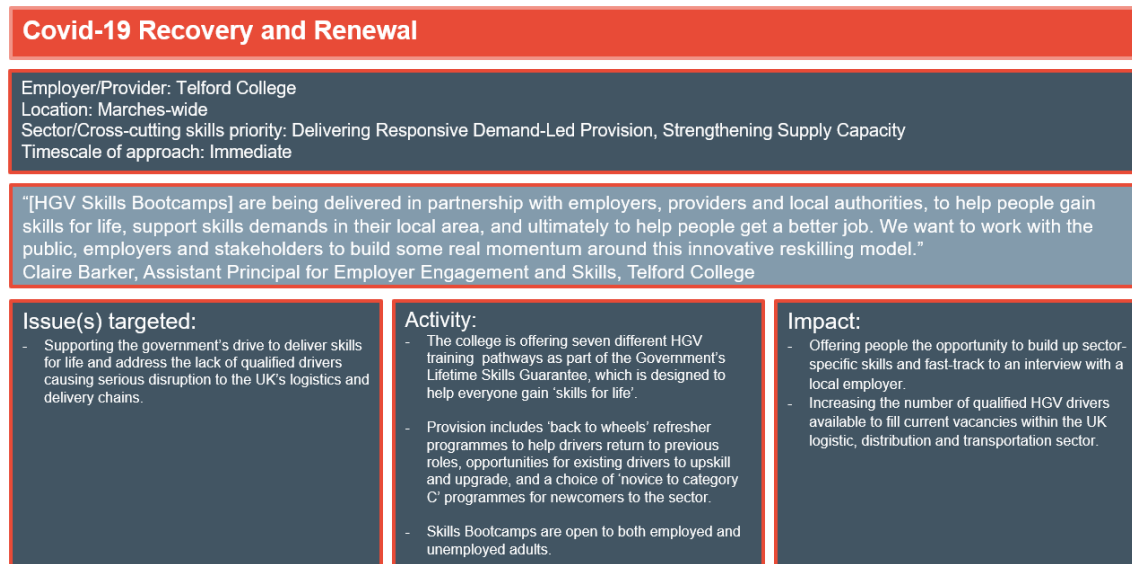 Covid-19 Recovery and Renewal
Employer/Provider: Telford College
Location: Marches-wide
Sector/Cross-cutting skills priority: Delivering Responsive Demand-Led Provision, Strengthening Supply Capacity
Timescale of approach: Immediate
“[HGV Skills Bootcamps] are being delivered in partnership with employers, providers and local authorities, to help people gain
skills for life, support skills demands in their local area, and ultimately to help people get a better job. We want to work with the
public, employers and stakeholders to build some real momentum around this innovative reskilling model.”
Claire Barker, Assistant Principal for Employer Engagement and Skills, Telford College
Issue(s) targeted:
- Supporting the government’s drive to deliver skills
for life and address the lack of qualified drivers
causing serious disruption to the UK’s logistics and
delivery chains.
Activity:
- The college is offering seven different HGV
training pathways as part of the Government’s
Lifetime Skills Guarantee, which is designed to
help everyone gain ‘skills for life’.
- Provision includes ‘back to wheels’ refresher
programmes to help drivers return to previous
roles, opportunities for existing drivers to upskill
and upgrade, and a choice of ‘novice to category
C’ programmes for newcomers to the sector.
- Skills Bootcamps are open to both employed and
unemployed adults.
Impact:
- Offering people the opportunity to build up sector-
specific skills and fast-track to an interview with a
local employer.
- Increasing the number of qualified HGV drivers
available to fill current vacancies within the UK
logistic, distribution and transportation sector.